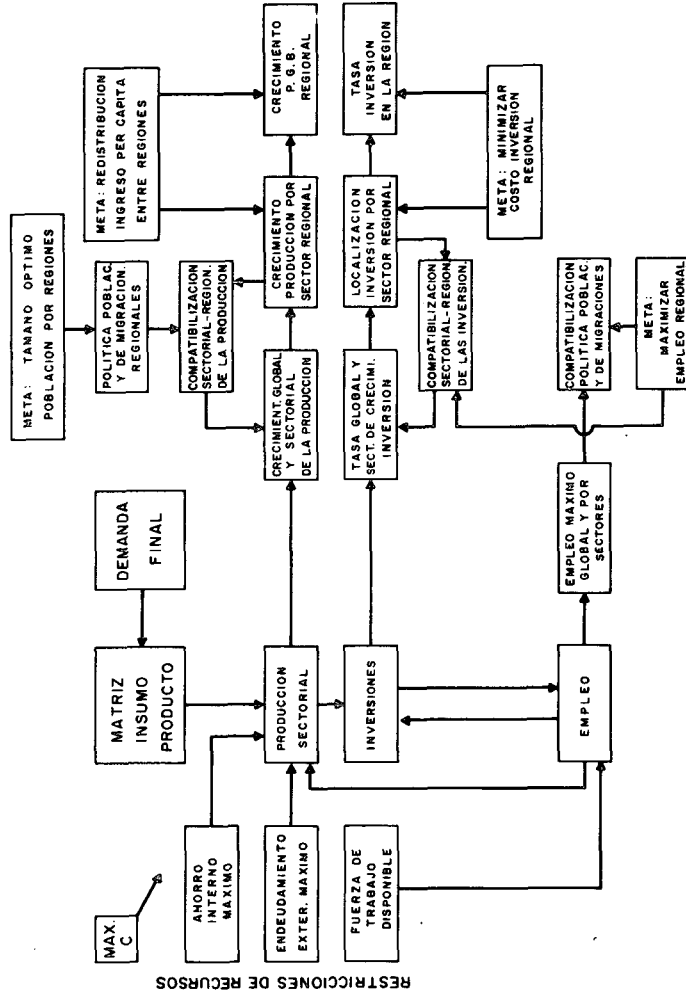 META: TAMAÑO OPTIMO
POBLACION POR REGIONES
POLITICA POBLAC.
Y DE MIGRACION.
REGIONALES
META: REDISTRIBUCION
INGRESO PER CAPITA
ENTRE REGIONES
COMPATIBILIZACION
SECTORIAL-REGION.
DE LA PRODUCCION
DEMANDA
FINAL
MATRIZ
INSUMO
PRODUCTO
MAX.
C
AHORRO
INTERNO
MAXIMO
PRODUCCION
SECTORIAL
CRECIMIENT. GLOBAL
Y SECTORIAL
DE LA PRODUCCION
CRECIMIENTO
PRODUCCION POR
SECTOR REGIONAL
CRECIMIENTO
P. G. B.
REGIONAL
ENDEUDAMIENTO
EXTER. MAXIMO
INVERSIONES
TASA GLOBAL Y
SECT. DE CRECIMI.
INVERSION
LOCALIZACION
INVERSION POR
SECTOR REGIONAL
TASA
INVERSION
EN LA REGION
FUERZA DE
TRABAJO
DISPONIBLE
COMPATIBILIZACION
SECTORIAL-REGION
DE LAS INVERSION.
META: MINIMIZAR
COSTO INVERSION
REGIONAL
EMPLEO
EMPLEO MAXIMO
GLOBAL Y POR
SECTORES
COMPATIBILIZACION
POLITICA POBLAC.
Y DE MIGRACIONES
META:
MAXIMIZAR
EMPLEO REGIONAL
RESTRICCIONES DE RECURSOS